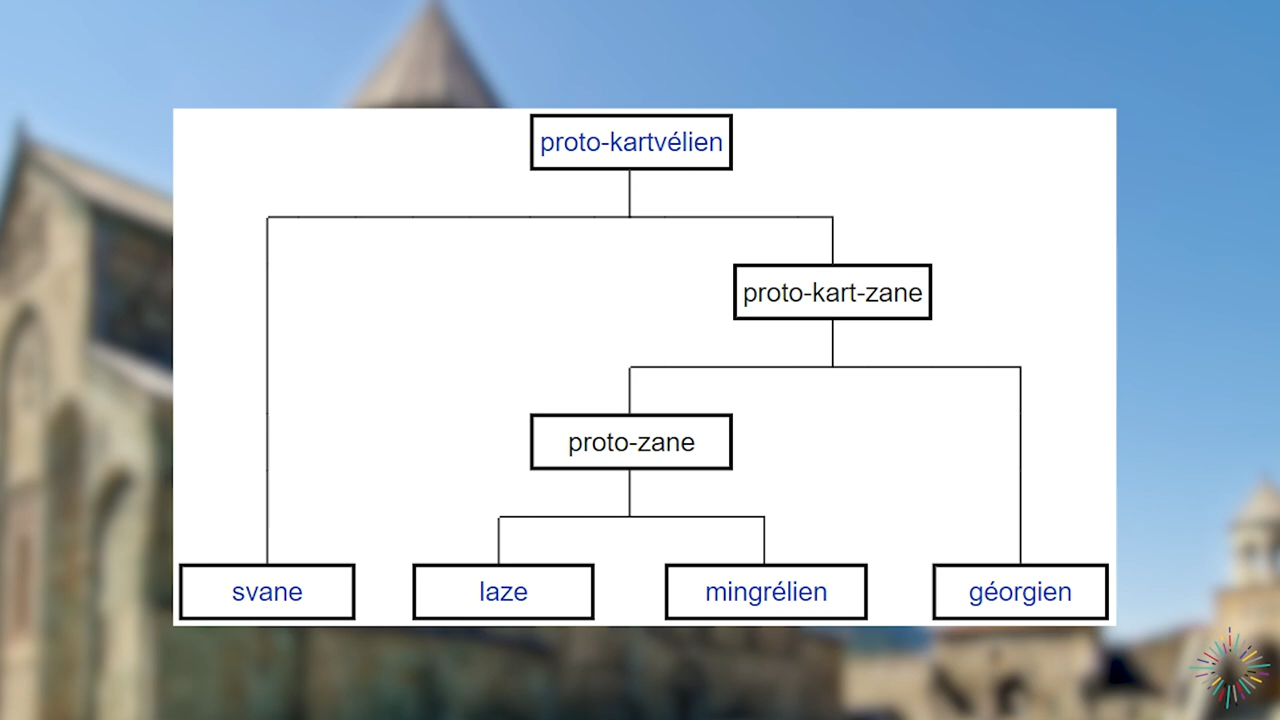 proto-kartvélien
proto-kart-zane
proto-zane
svane
laze
mingrélien
géorgien